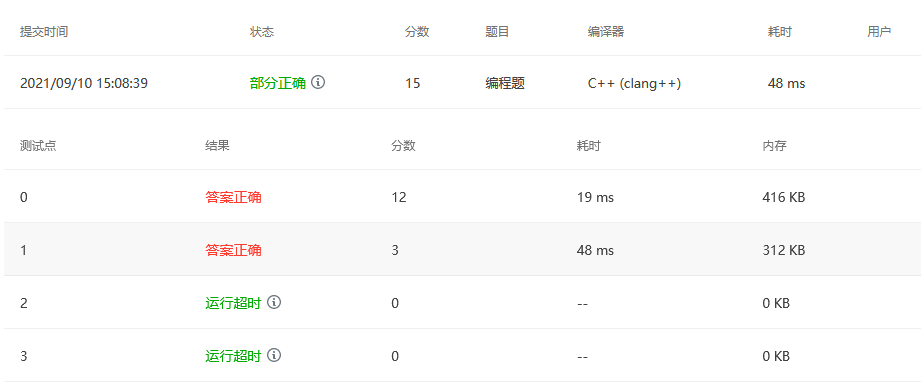 提交时间 状态 分数 题目 编译器 耗时 用户
2021/09/10 15:08:39 部分正确 15 编程题 C++ (clang++) 48 ms
测试点 结果 分数 耗时 内存
0 答案正确 12 19 ms 416 KB
1 答案正确 3 48 ms 312 KB
2 运行超时 0 -- 0 KB
3 运行超时 0 -- 0 KB